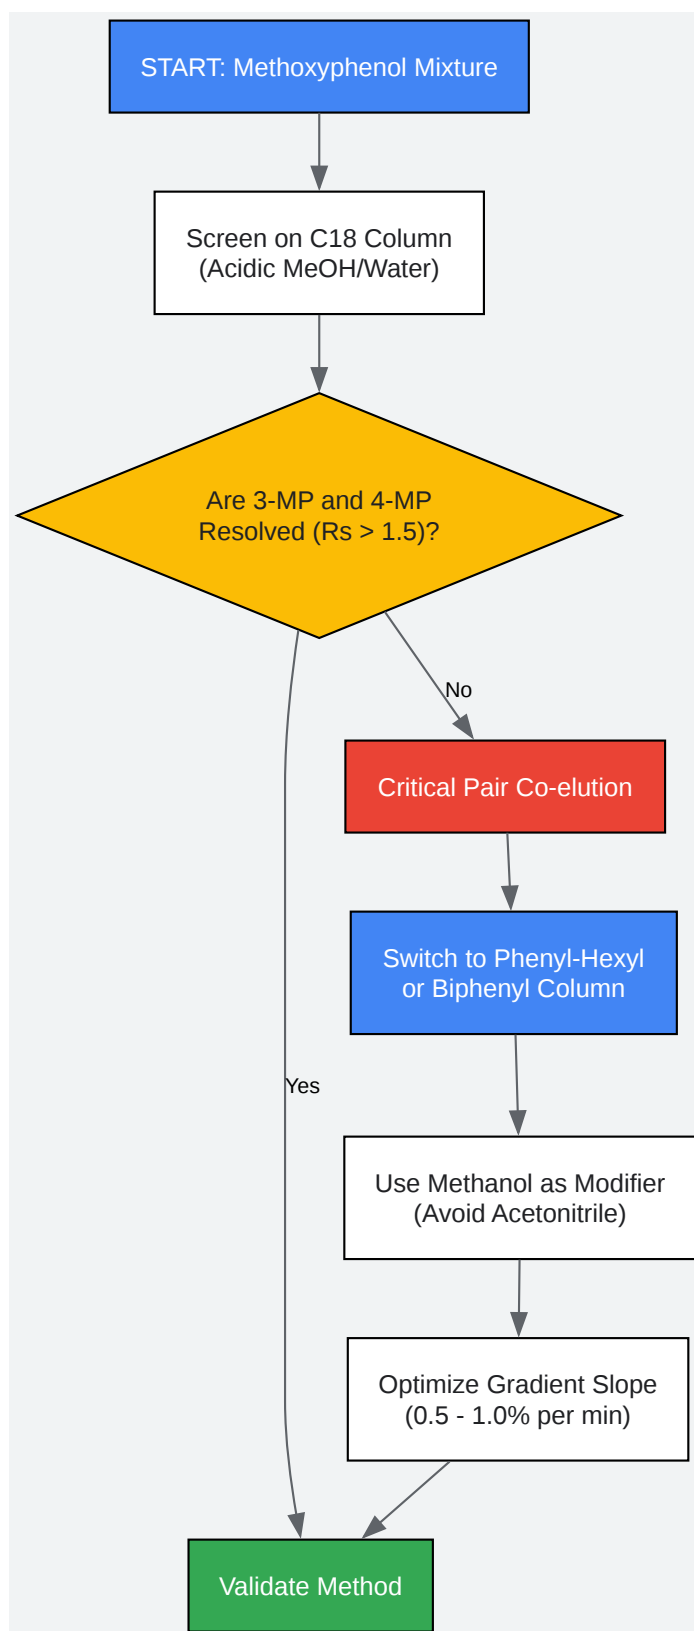 START: Methoxyphenol Mixture
Screen on C18 Column
(Acidic MeOH/Water)
Are 3-MP and 4-MP
Resolved (Rs > 1.5)?
No
Critical Pair Co-elution
Switch to Phenyl-Hexyl
or Biphenyl Column
Yes
Use Methanol as Modifier
(Avoid Acetonitrile)
Optimize Gradient Slope
(0.5 - 1.0% per min)
Validate Method